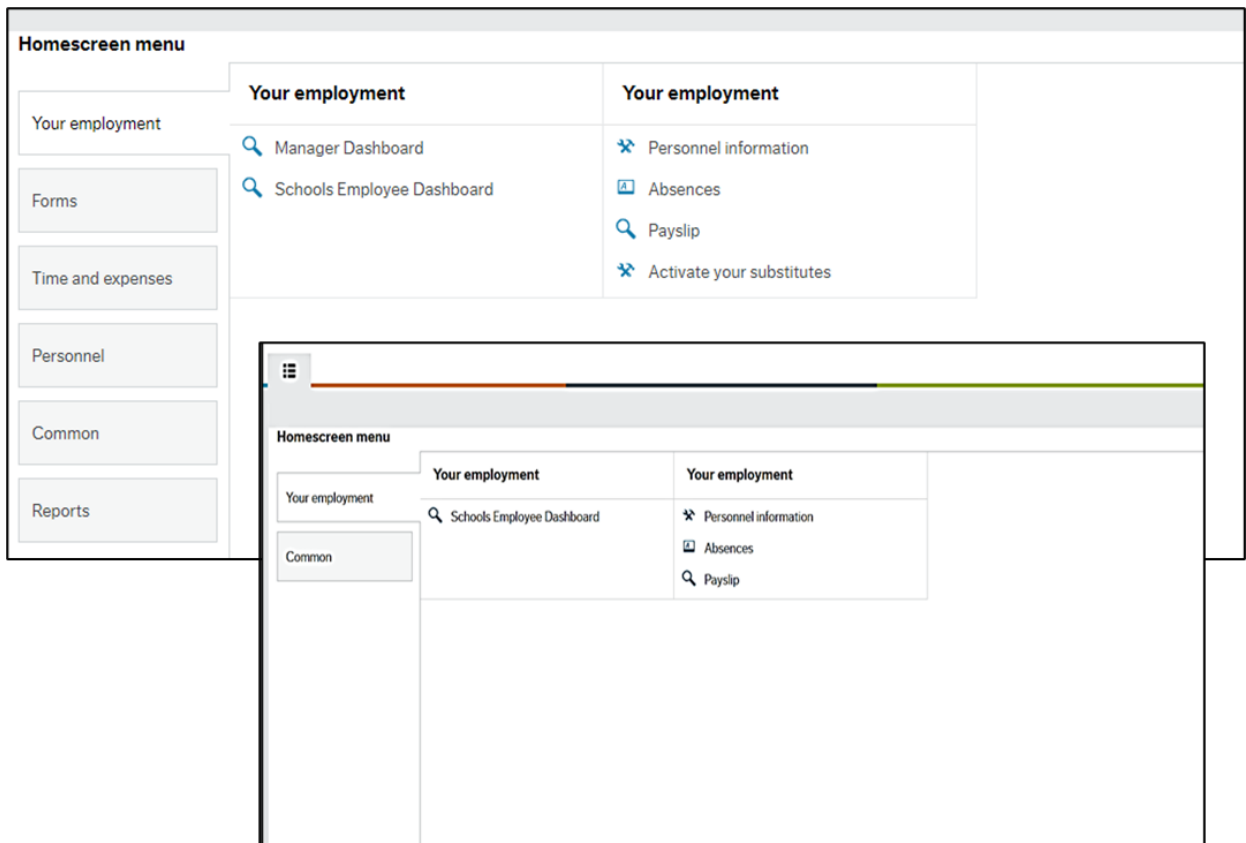 Homescreen menu
Your employment
Forms
Time and expenses
Personnel
Common
Reports
Your employment
Manager Dashboard
Schools Employee Dashboard
Your employment
Personnel information
Absences
Payslip
Activate your substitutes
Homescreen menu
Your employment
Common
Your employment
Schools Employee Dashboard
Your employment
Personnel information
Absences
Payslip